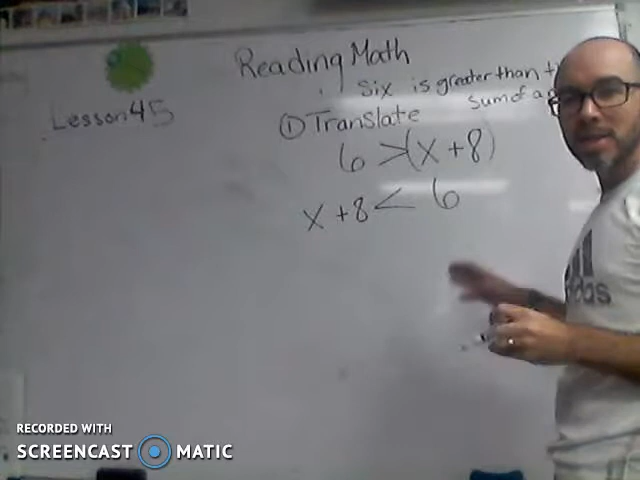 Reading Math
Six is greater than
sum of a
Lesson 45
① Translate
6 >(x +8)
x +8 < 6
RECORDED WITH
SCREENCAST MATIC